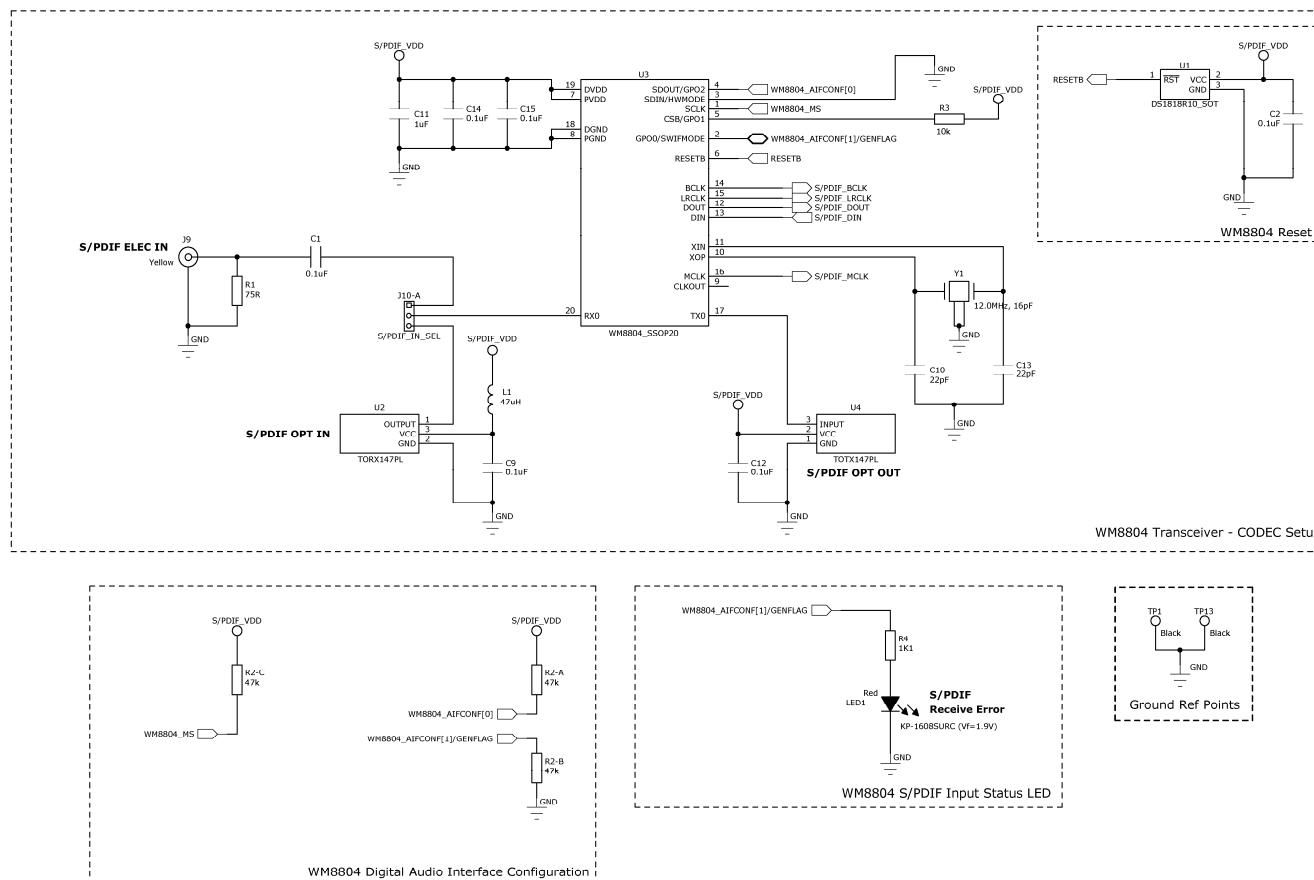 S/PDIF_VDD
U3
19 DVDD
7 PVDD
18 DGND
8 PGND
C11
1uF
C14
0.1uF
C15
0.1uF
GND
SDOUT/GPO2 4 WM8804_AIFCONF[0]
SDIN/HWMODE 3
SCLK 1 WM8804_MS
CSB/GPO1 5
GPO0/SWIFMODE 2 WM8804_AIFCONF[1]/GENFLAG
RESETB 6 RESETB
BCLK 14 S/PDIF_BCLK
LRCLK 15 S/PDIF_LRCLK
DOUT 12 S/PDIF_DOUT
DIN 13 S/PDIF_DIN
XIN 11
XOP 10
MCLK 16 S/PDIF_MCLK
CLKOUT 9
20 RX0
TX0 17
WM8804_SSOP20
GND
S/PDIF_VDD
R3
10k
S/PDIF_VDD
U1
RESETB
1 RST
VCC 2
GND 3
DS1818R10_SOT
C2
0.1uF
GND
WM8804 Reset
S/PDIF ELEC IN
J9
Yellow
R1
75R
GND
C1
0.1uF
J10-A
S/PDIF_IN_SEL
S/PDIF_VDD
L1
47uH
S/PDIF OPT IN
U2
OUTPUT 1
VCC 3
GND 2
TORX147PL
C9
0.1uF
GND
S/PDIF_VDD
C12
0.1uF
U4
3 INPUT
2 VCC
1 GND
TOTX147PL
S/PDIF OPT OUT
GND
Y1
12.0MHz, 16pF
GND
C10
22pF
C13
22pF
GND
WM8804 Transceiver - CODEC Setu
S/PDIF_VDD
R2-C
47k
WM8804_MS
S/PDIF_VDD
R2-A
47k
WM8804_AIFCONF[0]
WM8804_AIFCONF[1]/GENFLAG
R2-B
47k
GND
WM8804 Digital Audio Interface Configuration
WM8804_AIFCONF[1]/GENFLAG
R4
1K1
Red
LED1
S/PDIF
Receive Error
KP-1608SURC (Vf=1.9V)
GND
WM8804 S/PDIF Input Status LED
TP1
Black
TP13
Black
GND
Ground Ref Points